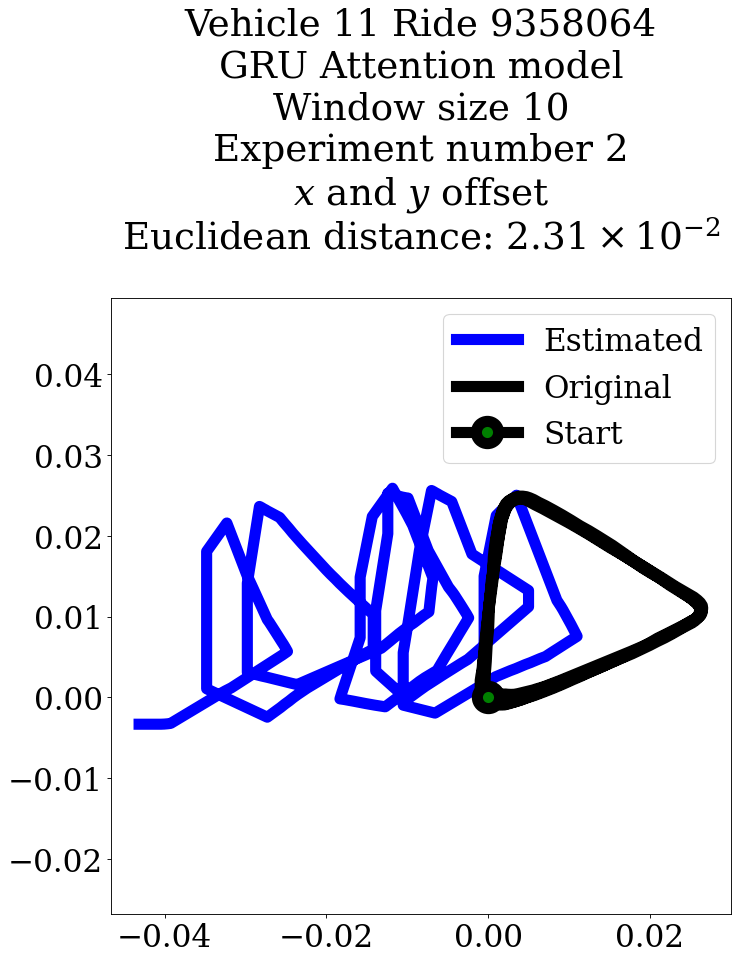 Vehicle 11 Ride 9358064
GRU Attention model
Window size 10
Experiment number 2
x and y offset
Euclidean distance: 2.31 × 10⁻²
Estimated
Original
Start
0.04
0.03
0.02
0.01
0.00
−0.01
−0.02
−0.04 −0.02 0.00 0.02